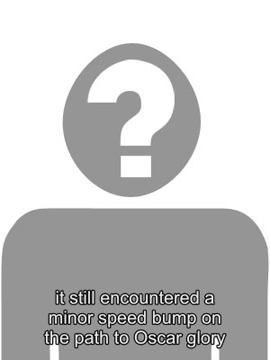 ?
it still encountered a
minor speed bump on
the path to Oscar glory